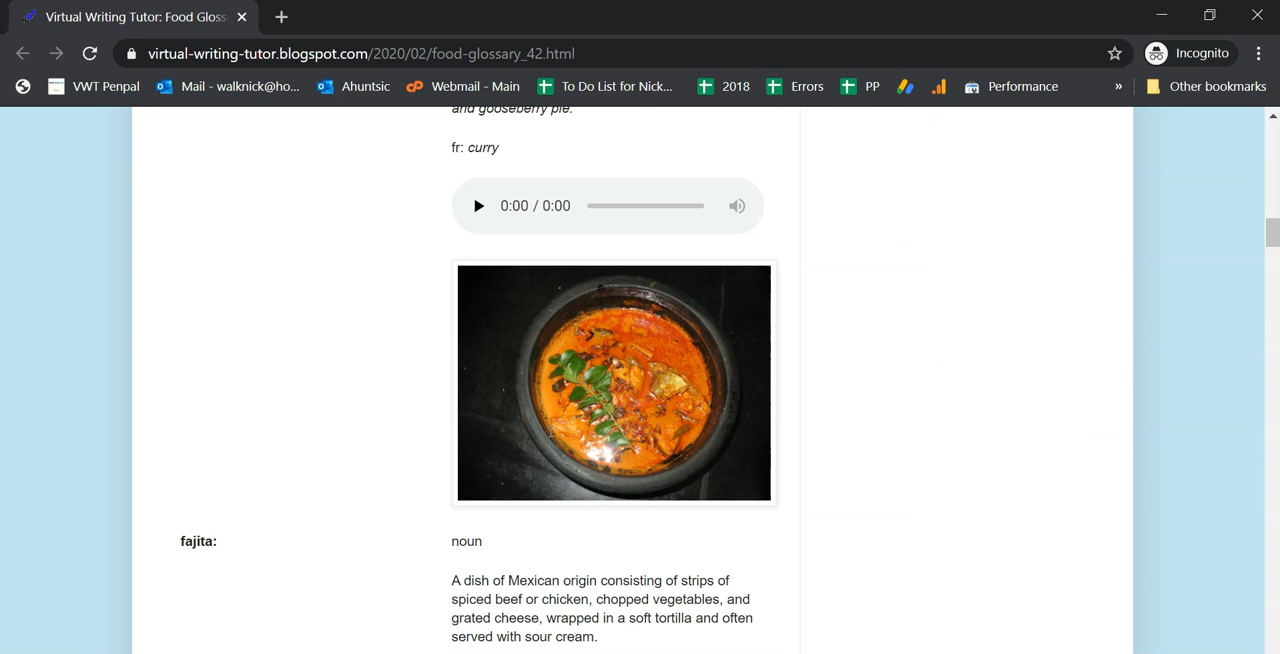 Virtual Writing Tutor: Food Gloss
virtual-writing-tutor.blogspot.com/2020/02/food-glossary_42.html
Incognito
VWT Penpal
Mail - walknick@ho...
Ahuntsic
Webmail - Main
To Do List for Nick...
2018
Errors
PP
Performance
»
Other bookmarks
and gooseberry pie.
fr: curry
0:00 / 0:00
fajita:
noun
A dish of Mexican origin consisting of strips of
spiced beef or chicken, chopped vegetables, and
grated cheese, wrapped in a soft tortilla and often
served with sour cream.